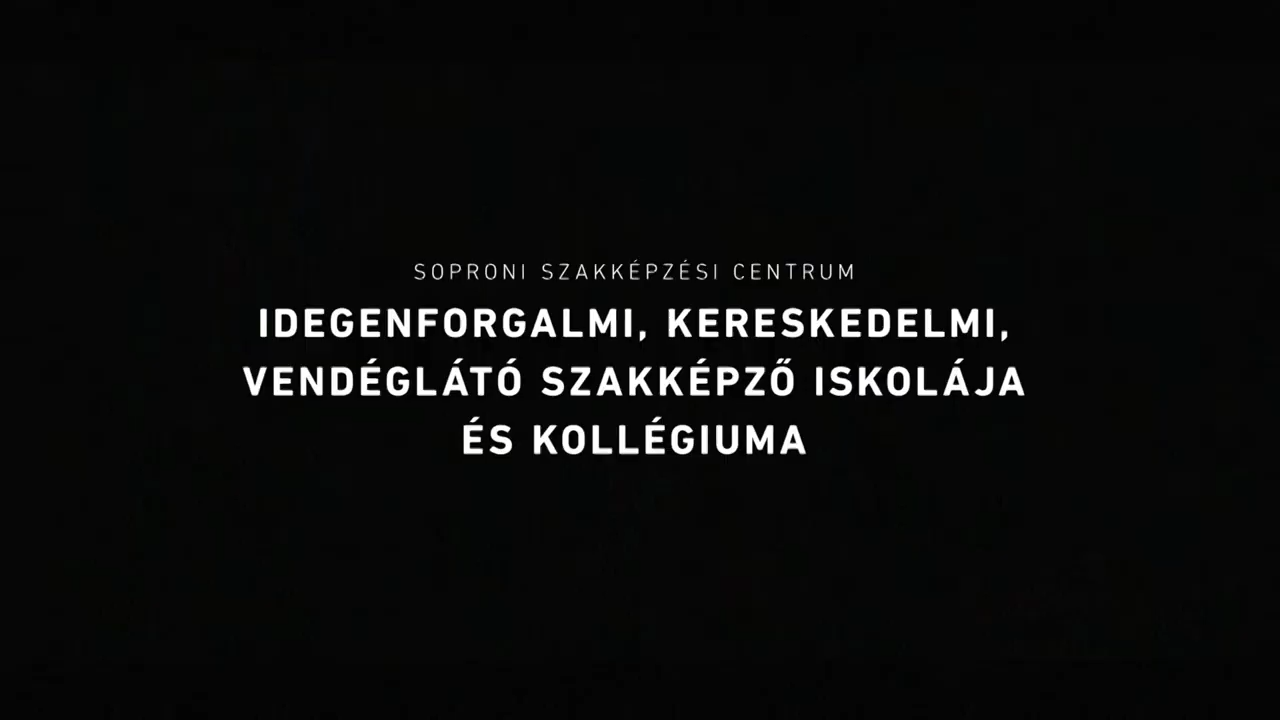 SOPRONI SZAKKÉPZÉSI CENTRUM
IDEGENFORGALMI, KERESKEDELMI,
VENDÉGLÁTÓ SZAKKÉPZŐ ISKOLÁJA
ÉS KOLLÉGIUMA